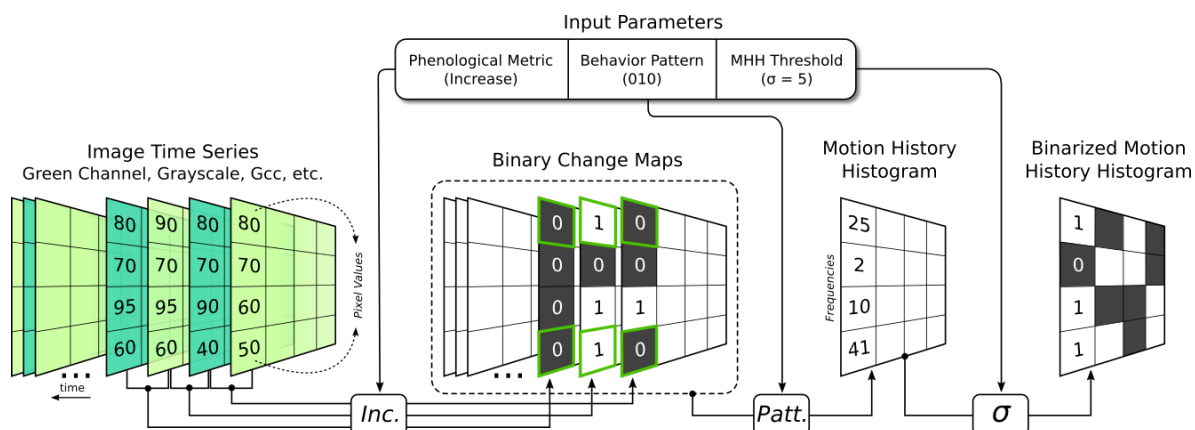 Input Parameters
Phenological Metric
(Increase)
Behavior Pattern
(010)
MHH Threshold
(σ = 5)
Image Time Series
Green Channel, Grayscale, Gcc, etc.
80 90 80 80
70 70 70 70
95 95 90 60
60 60 40 50
Pixel Values
...
time
Inc.
Binary Change Maps
0 1 0
0 0 0
0 1 1
0 1 0
...
Patt.
Motion History
Histogram
Frequencies
25
2
10
41
σ
Binarized Motion
History Histogram
1
0
1
1